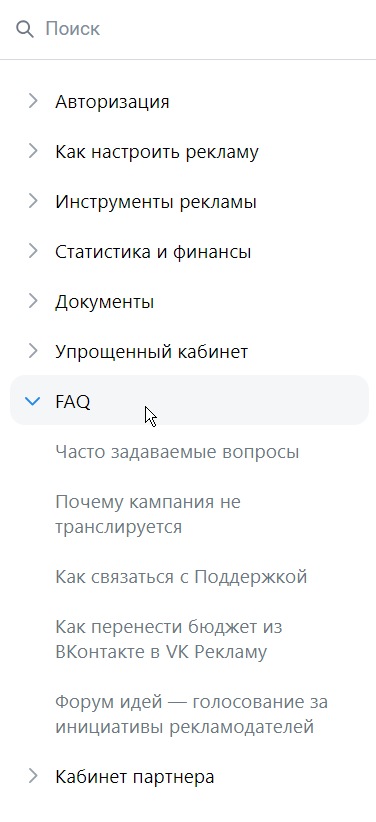 Поиск
Авторизация
Как настроить рекламу
Инструменты рекламы
Статистика и финансы
Документы
Упрощенный кабинет
FAQ
Часто задаваемые вопросы
Почему кампания не
транслируется
Как связаться с Поддержкой
Как перенести бюджет из
ВКонтакте в VK Рекламу
Форум идей — голосование за
инициативы рекламодателей
Кабинет партнера